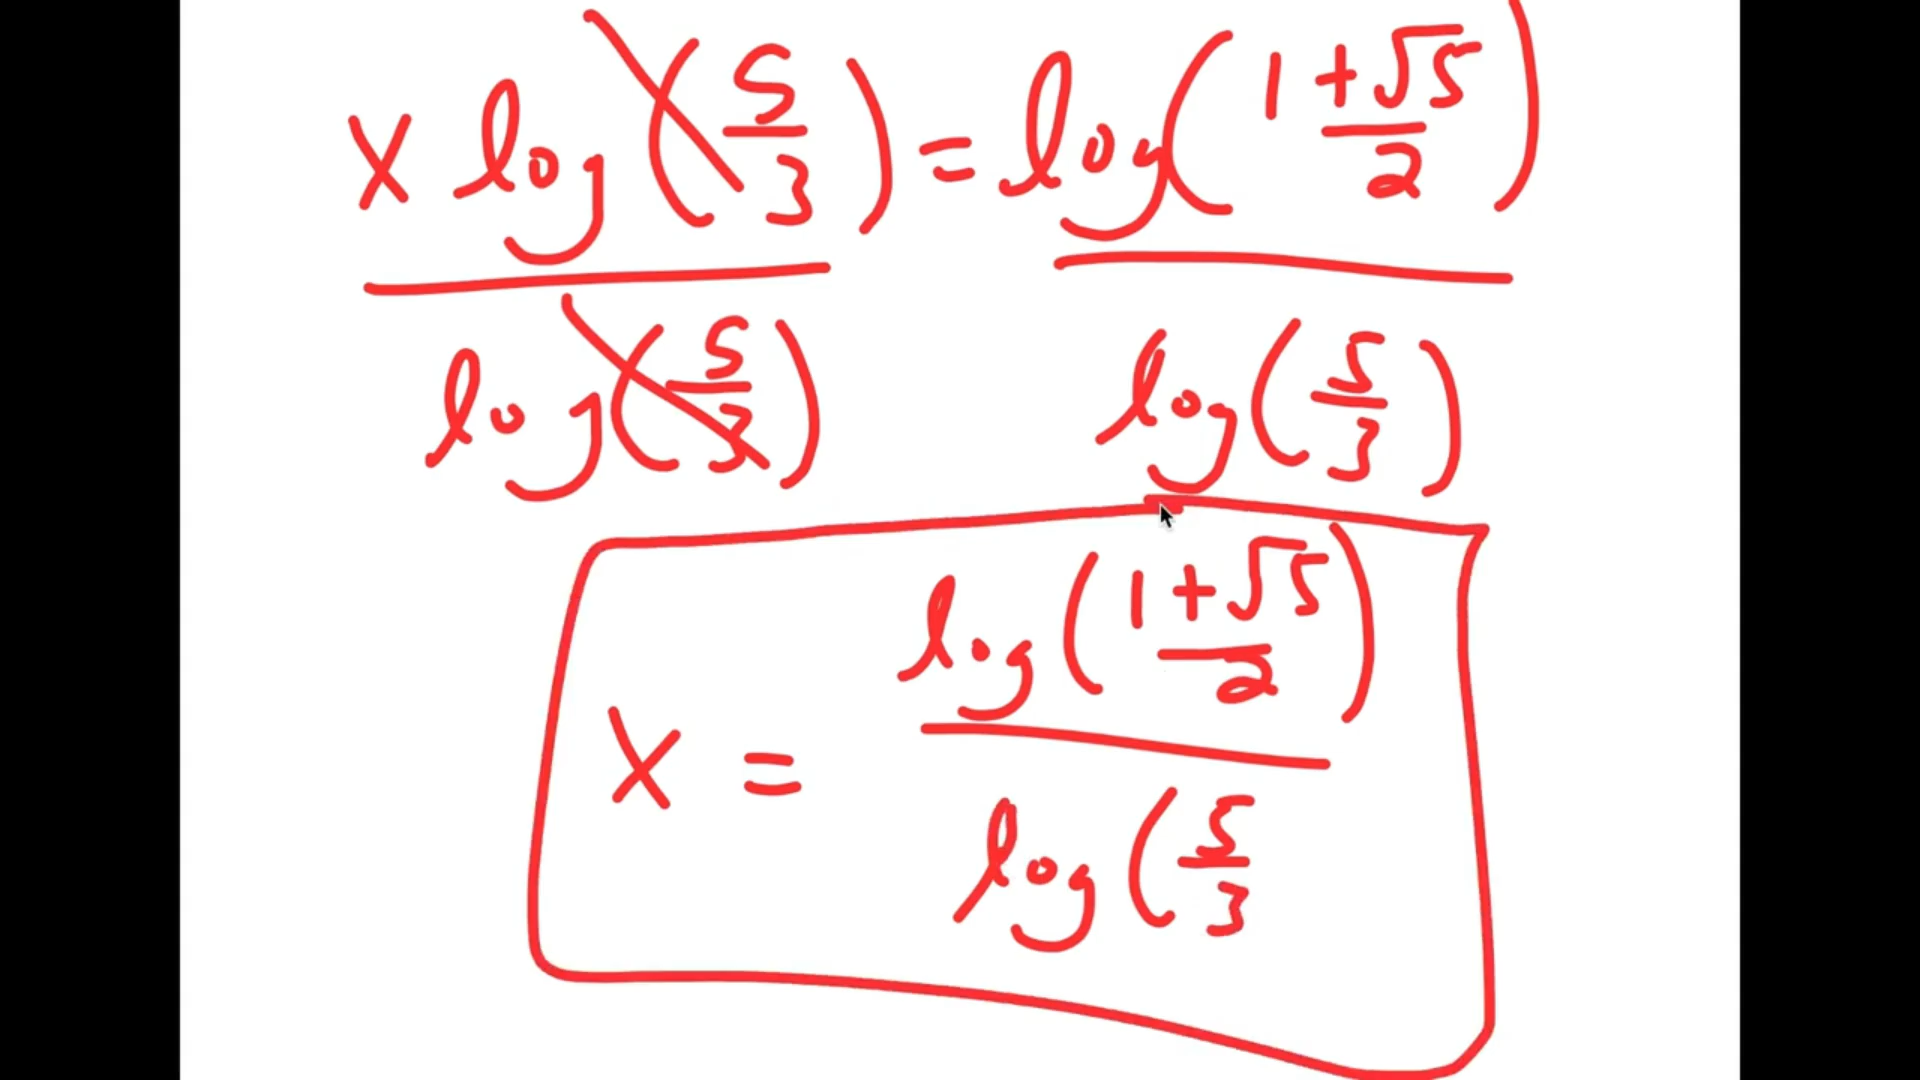 x log(5/3) = log((1+√5)/2)
log(5/3) log(5/3)
x = log((1+√5)/2)
log(5/3